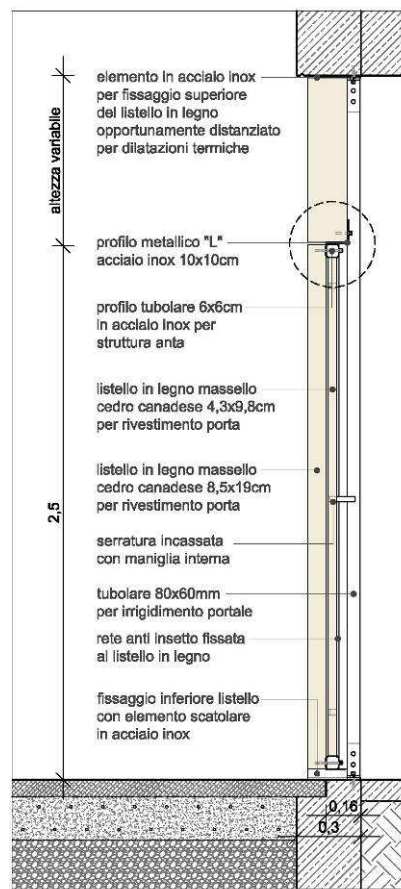 elemento in acciaio inox
per fissaggio superiore
del listello in legno
opportunamente distanziato
per dilatazioni termiche
altezza variabile
profilo metallico "L"
acciaio inox 10x10cm
profilo tubolare 6x6cm
in acciaio inox per
struttura anta
listello in legno massello
cedro canadese 4,3x9,8cm
per rivestimento porta
listello in legno massello
cedro canadese 8,5x19cm
per rivestimento porta
2,5
serratura incassata
con maniglia interna
tubolare 80x60mm
per irrigidimento portale
rete anti insetto fissata
al listello in legno
fissaggio inferiore listello
con elemento scatolare
in acciaio inox
0,16
0,3